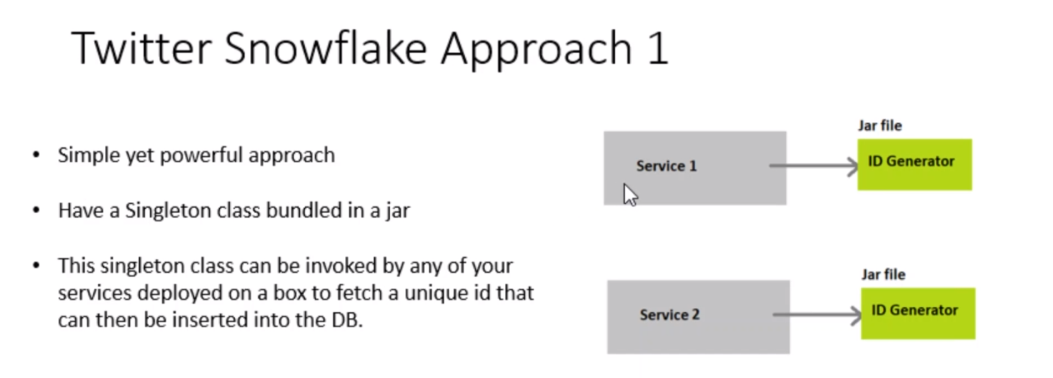 Twitter Snowflake Approach 1
• Simple yet powerful approach
• Have a Singleton class bundled in a jar
• This singleton class can be invoked by any of your
services deployed on a box to fetch a unique id that
can then be inserted into the DB.
Jar file
Service 1
ID Generator
Jar file
Service 2
ID Generator